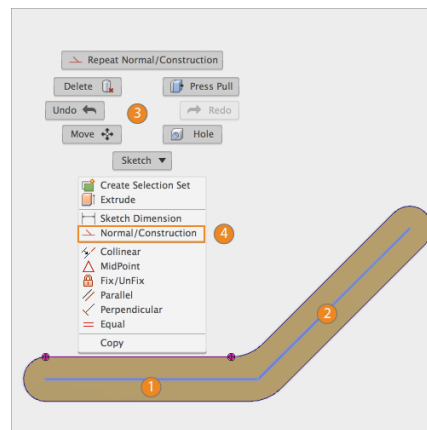 Repeat Normal/Construction
Delete
Press Pull
Undo
3
Redo
Move
Hole
Sketch
Create Selection Set
Extrude
Sketch Dimension
Normal/Construction
4
Collinear
MidPoint
Fix/UnFix
Parallel
Perpendicular
Equal
Copy
2
1